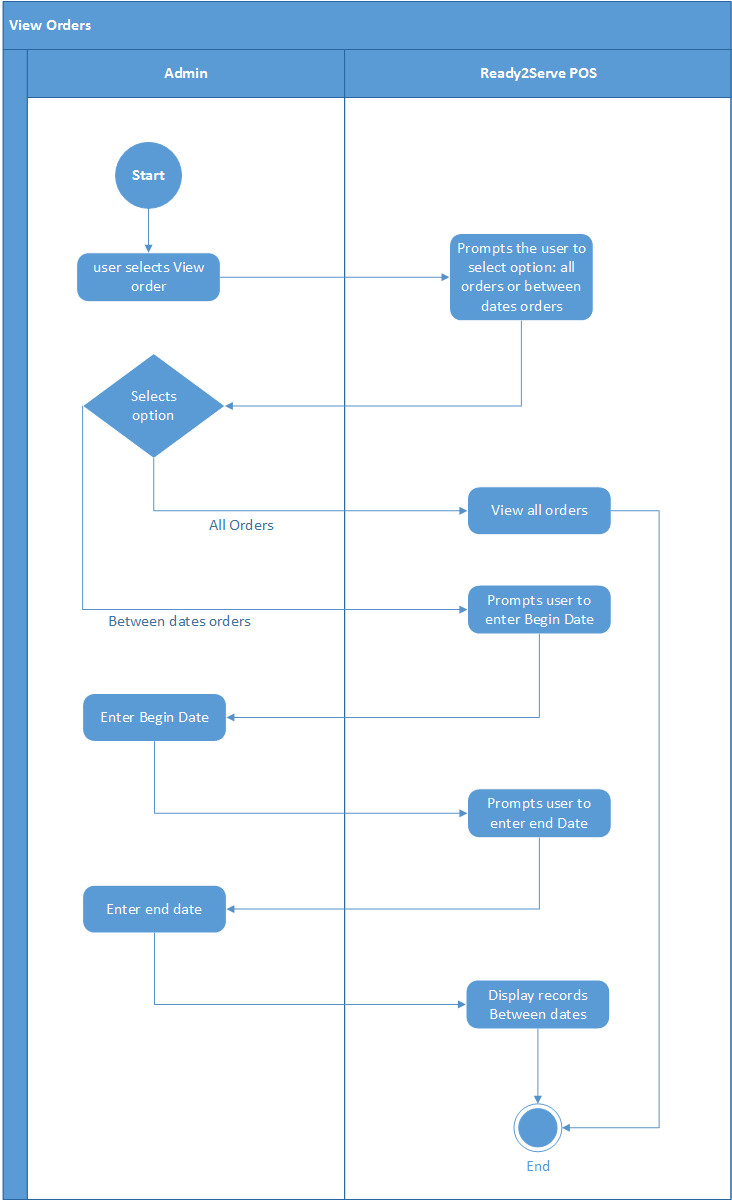 View Orders
Admin
Ready2Serve POS
Start
user selects View
order
Prompts the user to
select option: all
orders or between
dates orders
Selects
option
All Orders
View all orders
Between dates orders
Prompts user to
enter Begin Date
Enter Begin Date
Prompts user to
enter end Date
Enter end date
Display records
Between dates
End